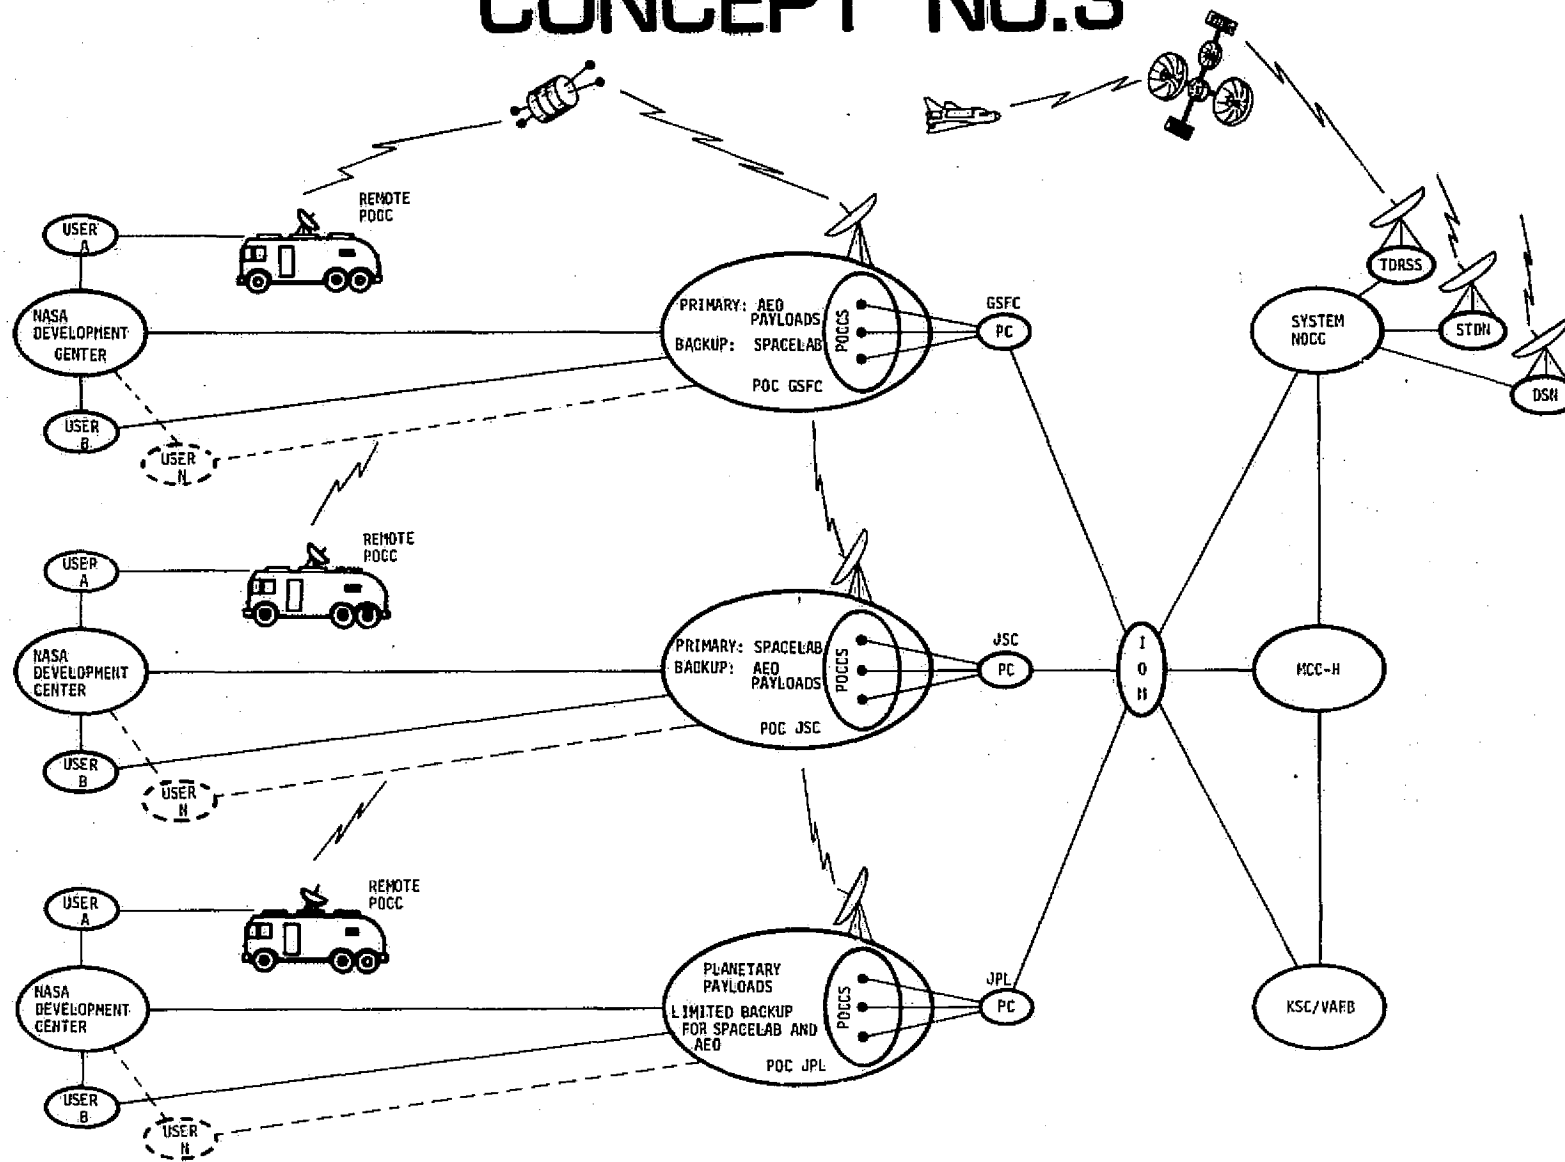 CONCEPT NO.3
REMOTE
POCC
USER
A
NASA
DEVELOPMENT
CENTER
USER
B
USER
N
PRIMARY: AEO
PAYLOADS
BACKUP: SPACELAB
POC GSFC
POCCS
GSFC
PC
TDRSS
SYSTEM
NOCC
STDN
DSN
REMOTE
POCC
USER
A
NASA
DEVELOPMENT
CENTER
USER
B
USER
N
PRIMARY: SPACELAB
BACKUP: AEO
PAYLOADS
POC JSC
POCCS
JSC
PC
I
O
N
MCC-H
REMOTE
POCC
USER
A
NASA
DEVELOPMENT
CENTER
USER
B
USER
N
PLANETARY
PAYLOADS
LIMITED BACKUP
FOR SPACELAB AND
AEO
POC JPL
POCCS
JPL
PC
KSC/VAFB